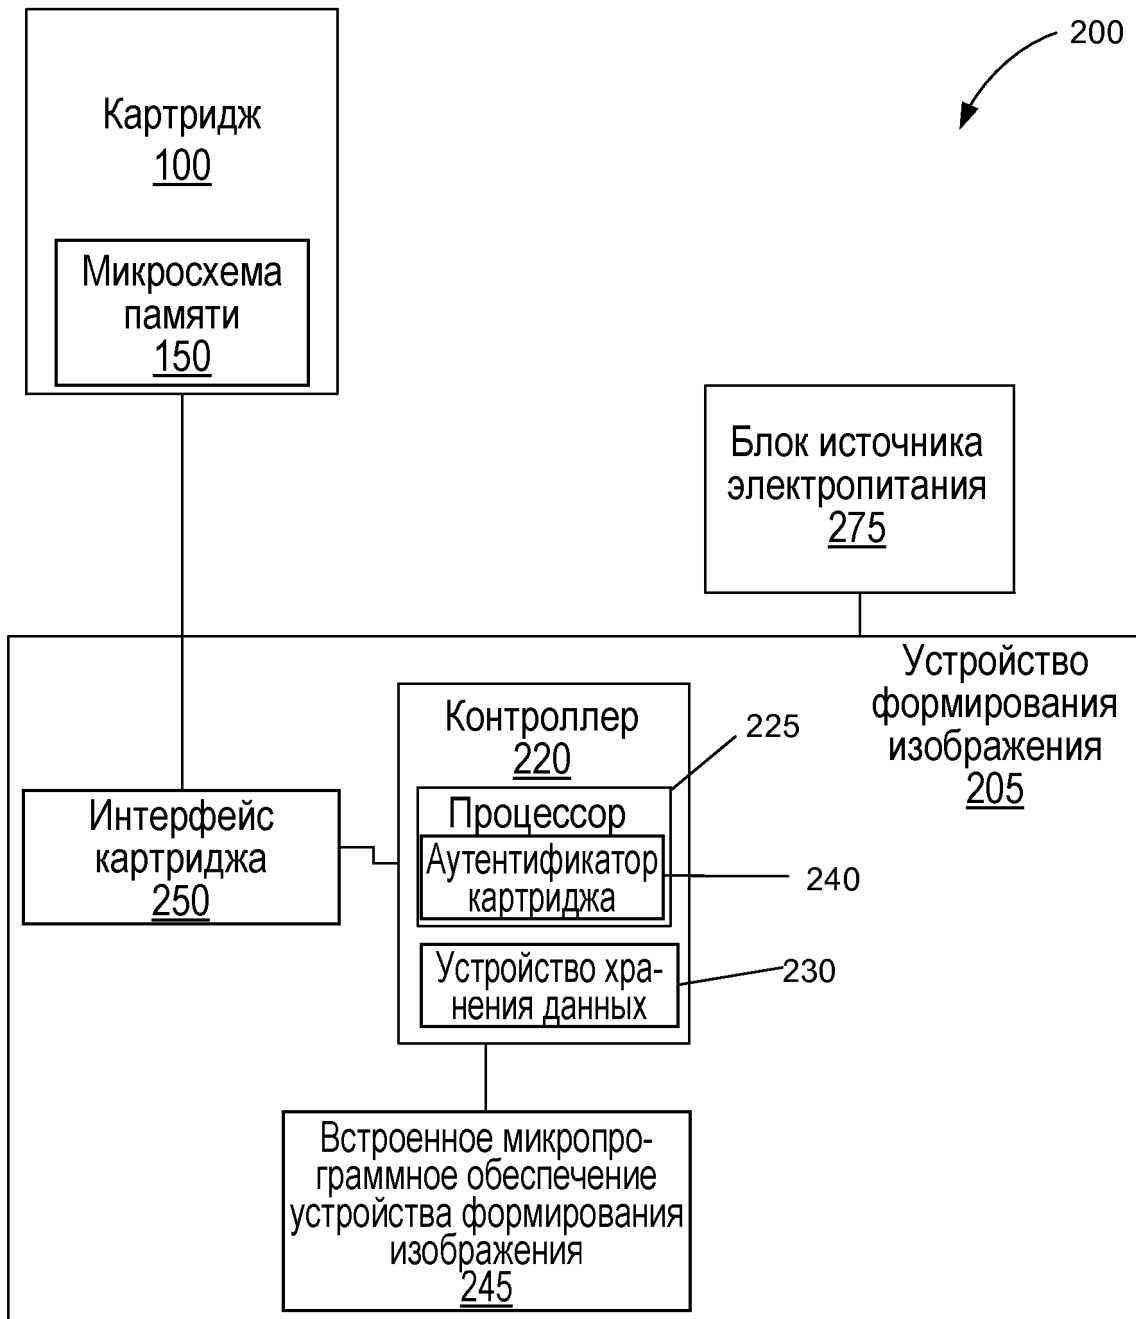 200
Картридж
100
Микросхема
памяти
150
Блок источника
электропитания
275
Устройство
формирования
изображения
205
Контроллер
220
225
Процессор
Аутентификатор
картриджа
240
Интерфейс
картриджа
250
Устройство хра-
нения данных
230
Встроенное микропро-
граммное обеспечение
устройства формирования
изображения
245